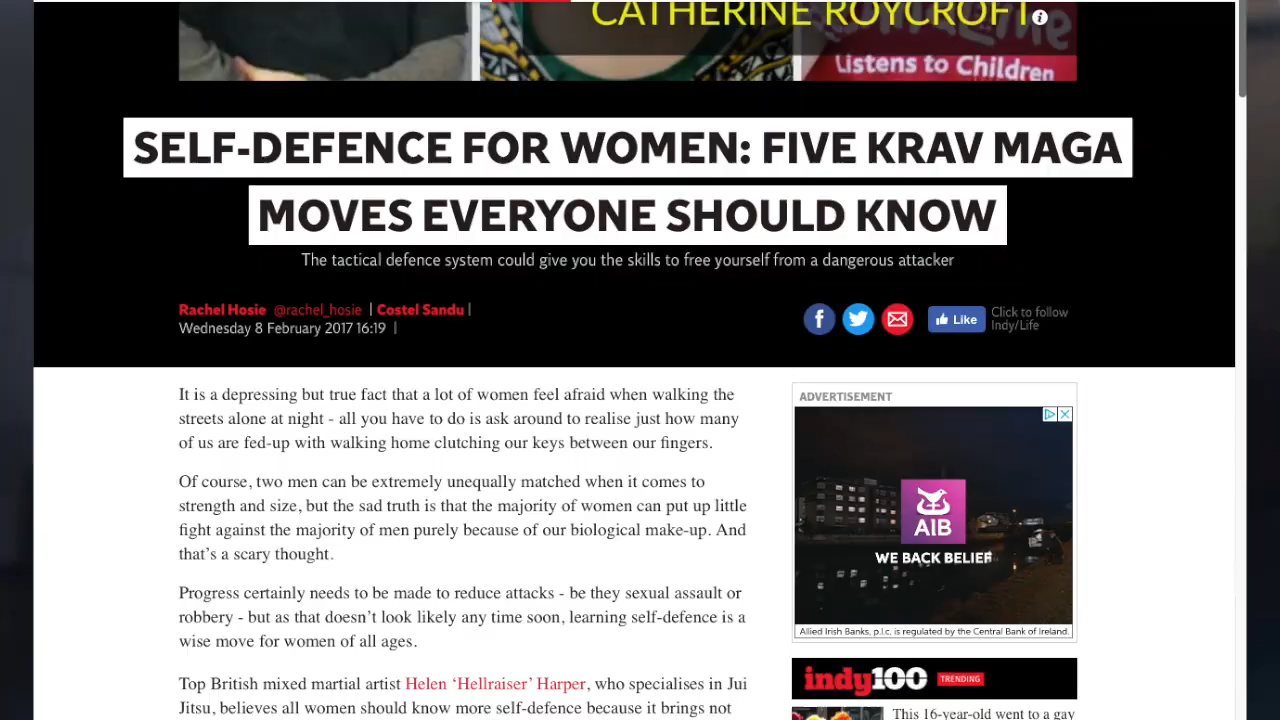 CATHERINE ROYCROFT
Listens to Children
SELF-DEFENCE FOR WOMEN: FIVE KRAV MAGA
MOVES EVERYONE SHOULD KNOW
The tactical defence system could give you the skills to free yourself from a dangerous attacker
Rachel Hosie @rachel_hosie | Costel Sandu |
Wednesday 8 February 2017 16:19 |
Like
Click to follow
Indy/Life
It is a depressing but true fact that a lot of women feel afraid when walking the
streets alone at night - all you have to do is ask around to realise just how many
of us are fed-up with walking home clutching our keys between our fingers.
Of course, two men can be extremely unequally matched when it comes to
strength and size, but the sad truth is that the majority of women can put up little
fight against the majority of men purely because of our biological make-up. And
that's a scary thought.
Progress certainly needs to be made to reduce attacks - be they sexual assault or
robbery - but as that doesn't look likely any time soon, learning self-defence is a
wise move for women of all ages.
Top British mixed martial artist Helen 'Hellraiser' Harper, who specialises in Jui
Jitsu, believes all women should know more self-defence because it brings not
ADVERTISEMENT
AIB
WE BACK BELIEF
Allied Irish Banks, p.l.c. is regulated by the Central Bank of Ireland.
indy100 TRENDING
This 16-year-old went to a gay